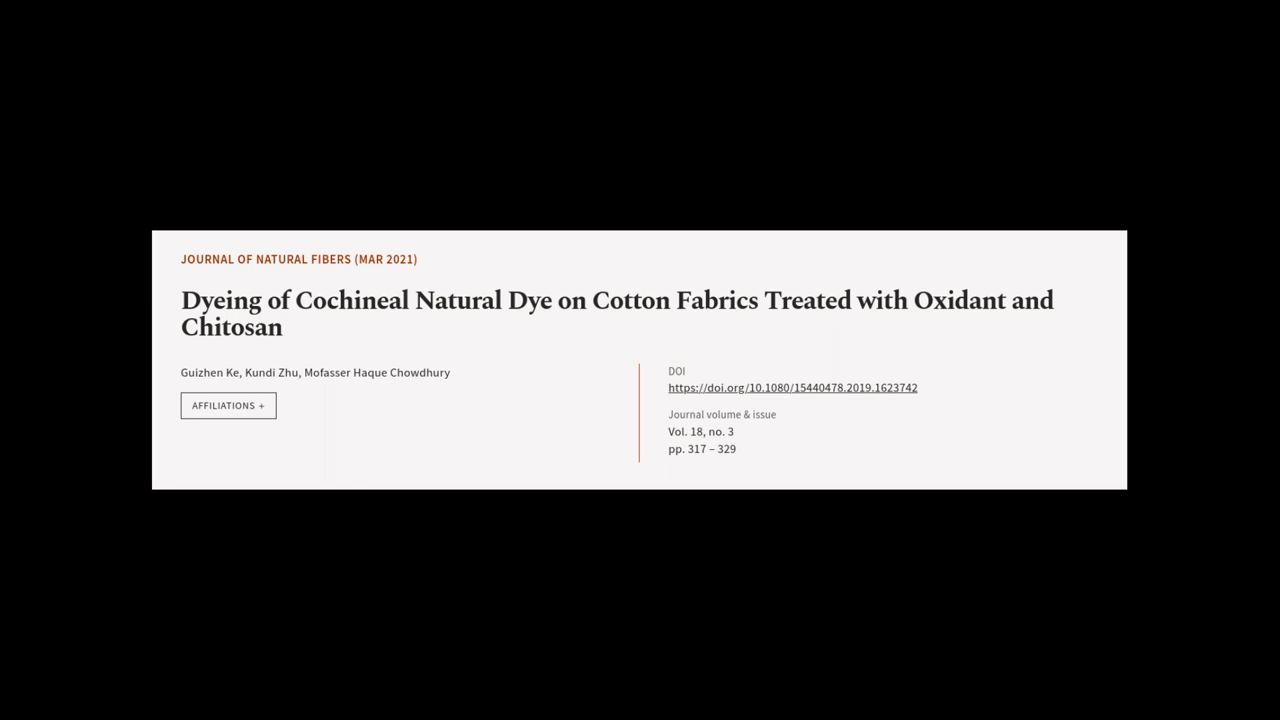 JOURNAL OF NATURAL FIBERS (MAR 2021)
Dyeing of Cochineal Natural Dye on Cotton Fabrics Treated with Oxidant and
Chitosan
Guizhen Ke, Kundi Zhu, Mofasser Haque Chowdhury
AFFILIATIONS +
DOI
https://doi.org/10.1080/15440478.2019.1623742
Journal volume & issue
Vol. 18, no. 3
pp. 317 – 329